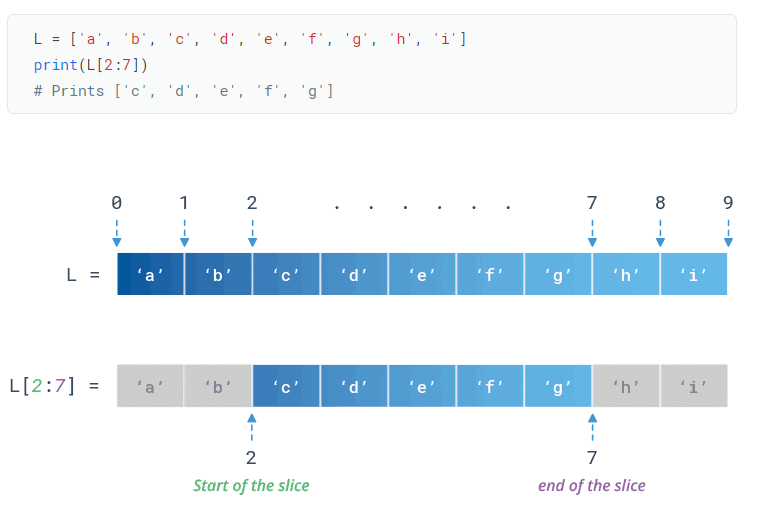 L = ['a', 'b', 'c', 'd', 'e', 'f', 'g', 'h', 'i']
print(L[2:7])
# Prints ['c', 'd', 'e', 'f', 'g']
0 1 2 . . . . . . 7 8 9
L = ‘a’ ‘b’ ‘c’ ‘d’ ‘e’ ‘f’ ‘g’ ‘h’ ‘i’
L[2:7] = ‘a’ ‘b’ ‘c’ ‘d’ ‘e’ ‘f’ ‘g’ ‘h’ ‘i’
2 7
Start of the slice end of the slice